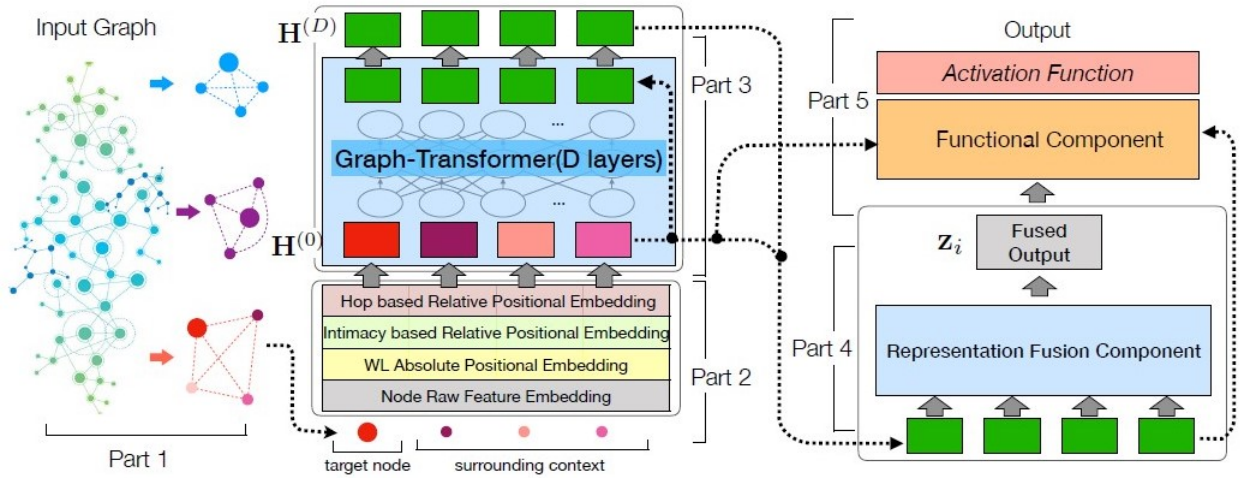 Input Graph
Part 1
H(D)
Graph-Transformer(D layers)
...
...
H(0)
Part 3
Hop based Relative Positional Embedding
Intimacy based Relative Positional Embedding
WL Absolute Positional Embedding
Node Raw Feature Embedding
Part 2
target node
surrounding context
Output
Activation Function
Functional Component
Part 5
zi
Fused
Output
Representation Fusion Component
Part 4